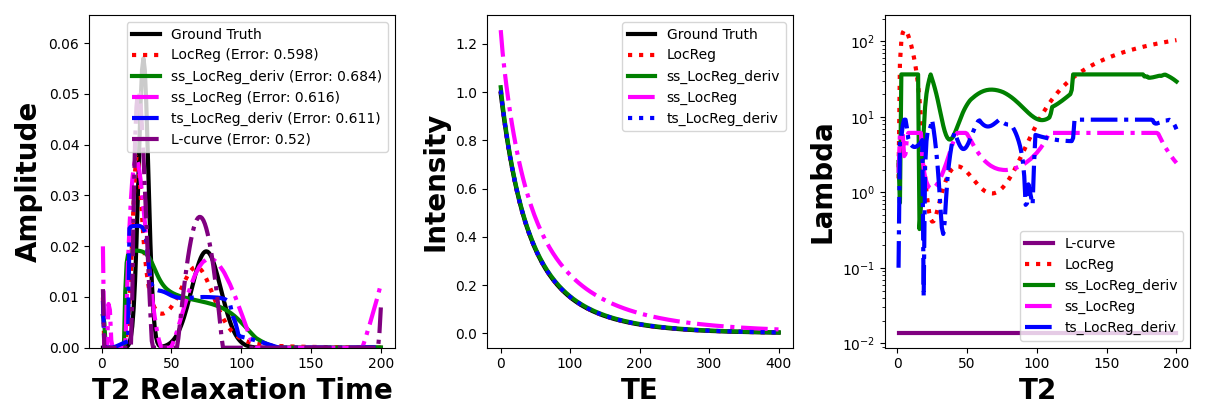 Amplitude
0.06
0.05
0.04
0.03
0.02
0.01
0.00
0
50
100
150
200
T2 Relaxation Time
Ground Truth
LocReg (Error: 0.598)
ss_LocReg_deriv (Error: 0.684)
ss_LocReg (Error: 0.616)
ts_LocReg_deriv (Error: 0.611)
L-curve (Error: 0.52)
Intensity
1.2
1.0
0.8
0.6
0.4
0.2
0.0
0
100
200
300
400
TE
Ground Truth
LocReg
ss_LocReg_deriv
ss_LocReg
ts_LocReg_deriv
Lambda
10²
10¹
10⁰
10⁻¹
10⁻²
0
50
100
150
200
T2
L-curve
LocReg
ss_LocReg_deriv
ss_LocReg
ts_LocReg_deriv